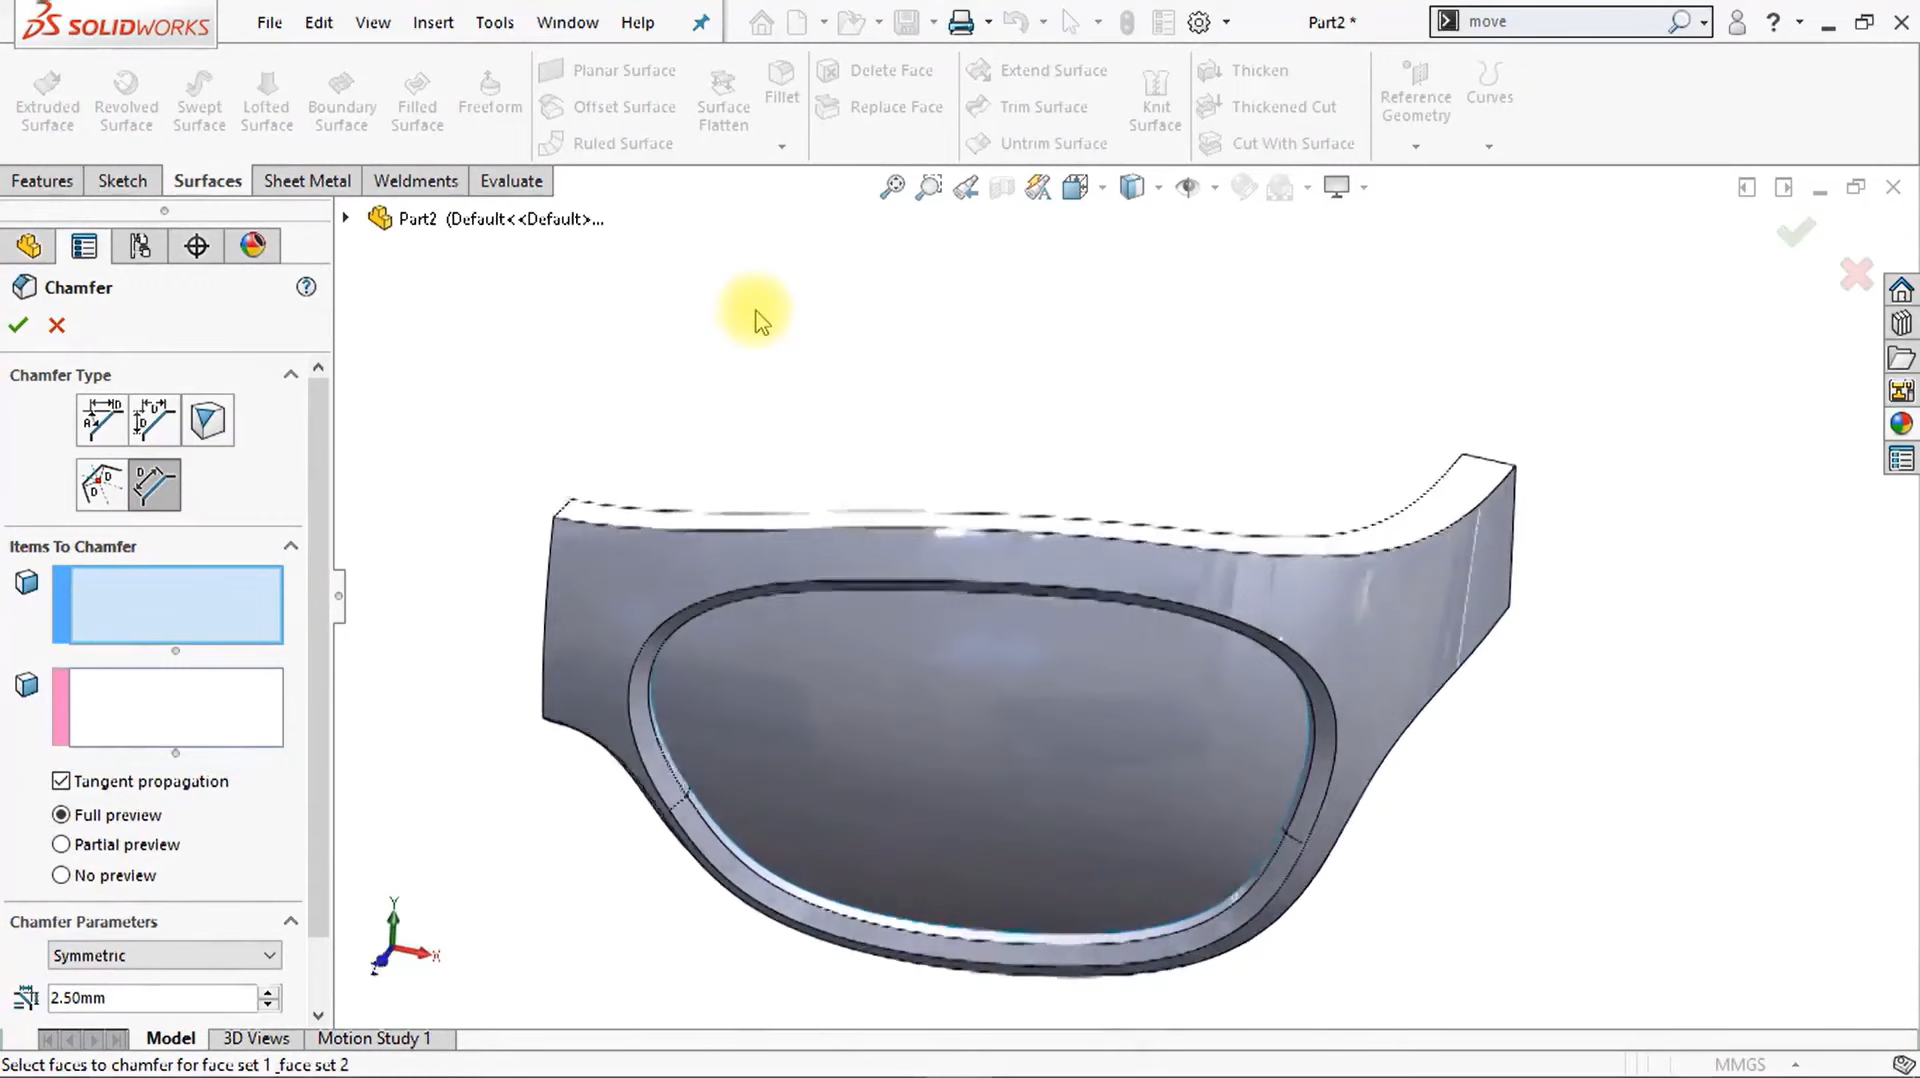 SOLIDWORKS File Edit View Insert Tools Window Help Part2 * move ?
Extruded Surface
Revolved Surface
Swept Surface
Lofted Surface
Boundary Surface
Filled Surface
Freeform
Planar Surface
Offset Surface
Ruled Surface
Surface Flatten
Fillet
Delete Face
Replace Face
Extend Surface
Trim Surface
Untrim Surface
Knit Surface
Thicken
Thickened Cut
Cut With Surface
Reference Geometry
Curves
Features Sketch Surfaces Sheet Metal Weldments Evaluate
Part2 (Default<<Default>...
Chamfer
Chamfer Type
Items To Chamfer
Tangent propagation
Full preview
Partial preview
No preview
Chamfer Parameters
Symmetric
2.50mm
Y
X
Z
Model 3D Views Motion Study 1
Select faces to chamfer for face set 1 _face set 2 MMGS